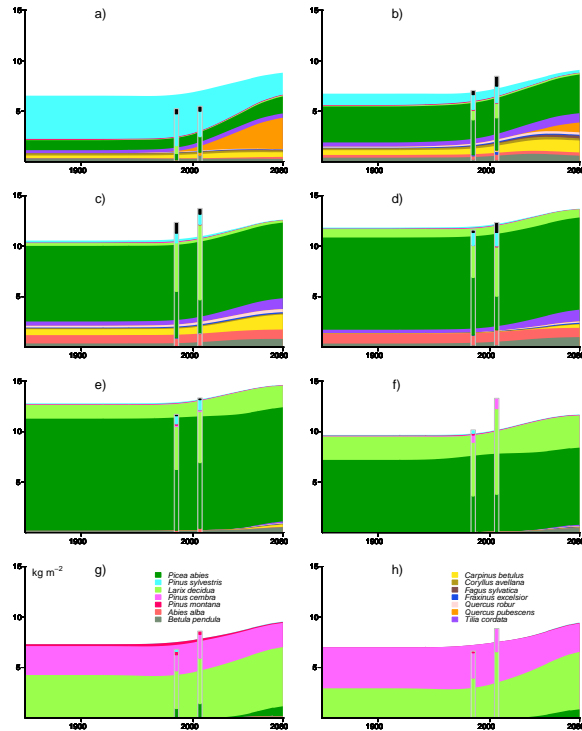 15 a) 15 b)
10 10
5 5
1900 2000 2080 1900 2000 2080
15 c) 15 d)
10 10
5 5
1900 2000 2080 1900 2000 2080
15 e) 15 f)
10 10
5 5
1900 2000 2080 1900 2000 2080
15 kg m−2 g) 15 h)
Picea abies
Pinus sylvestris
Larix decidua
Pinus cembra
Pinus montana
Abies alba
Betula pendula
Carpinus betulus
Coryllus avellana
Fagus sylvatica
Fraxinus excelsior
Quercus robur
Quercus pubescens
Tilia cordata
10 10
5 5
1900 2000 2080 1900 2000 2080